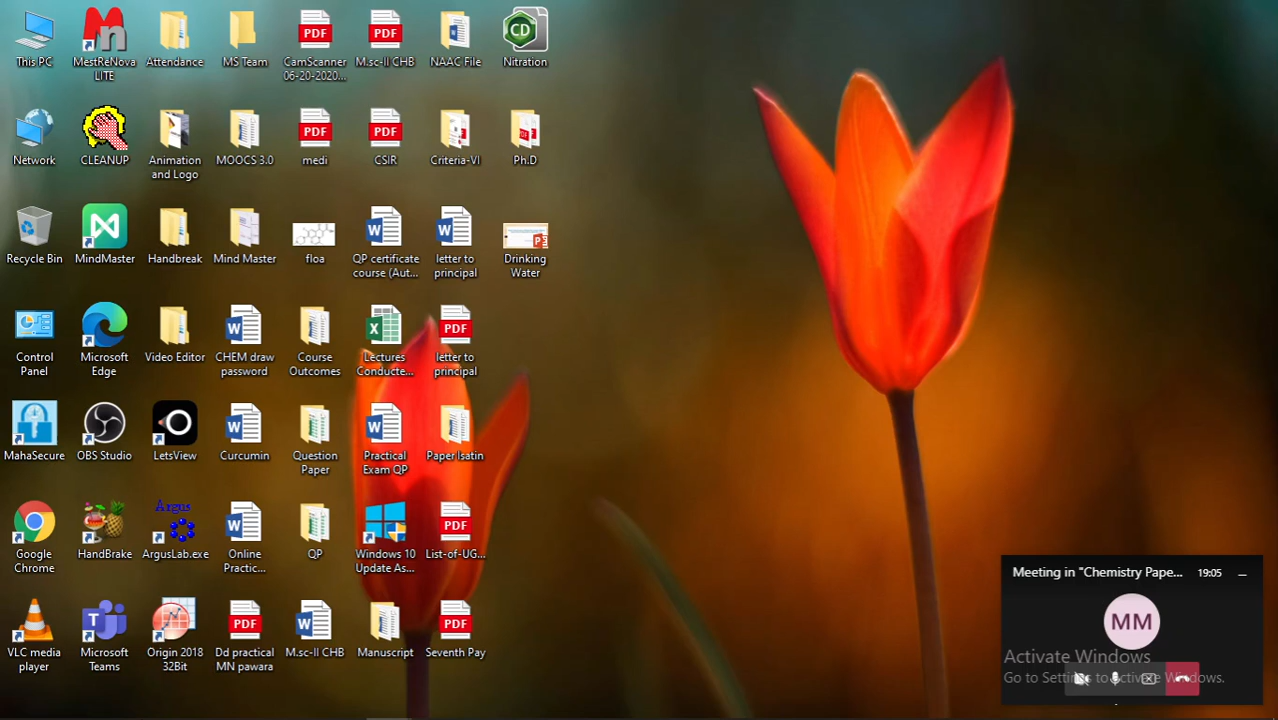 This PC
MestReNova
LITE
Attendance
MS Team
CamScanner
06-20-2020...
M.sc-II CHB
NAAC File
CD
Nitration
Network
CLEANUP
Animation
and Logo
MOOCS 3.0
medi
CSIR
Criteria-VI
Ph.D
Recycle Bin
MindMaster
Handbreak
Mind Master
floa
QP certificate
course (Aut...
letter to
principal
Drinking
Water
Control
Panel
Microsoft
Edge
Video Editor
CHEM draw
password
Course
Outcomes
Lectures
Conducte...
letter to
principal
MahaSecure
OBS Studio
LetsView
Curcumin
Question
Paper
Practical
Exam QP
Paper Isatin
Google
Chrome
HandBrake
Argus
ArgusLab.exe
Online
Practic...
QP
Windows 10
Update As...
List-of-UG...
VLC media
player
Microsoft
Teams
Origin 2018
32Bit
Dd practical
MN pawara
M.sc-II CHB
Manuscript
Seventh Pay
PDF
PDF
PDF
PDF
PDF
PDF
PDF
PDF
Meeting in "Chemistry Pape... 19:05
MM
Activate Windows
Go to Settings to activate Windows.